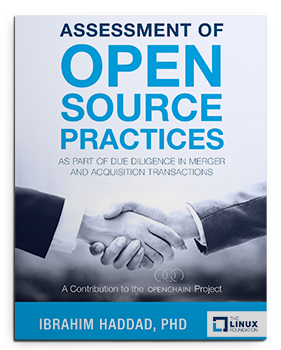 ASSESSMENT OF
OPEN
SOURCE
PRACTICES
AS PART OF DUE DILIGENCE IN MERGER
AND ACQUISITION TRANSACTIONS
A Contribution to the OPENCHAIN Project
IBRAHIM HADDAD, PHD
THE
LINUX
FOUNDATION